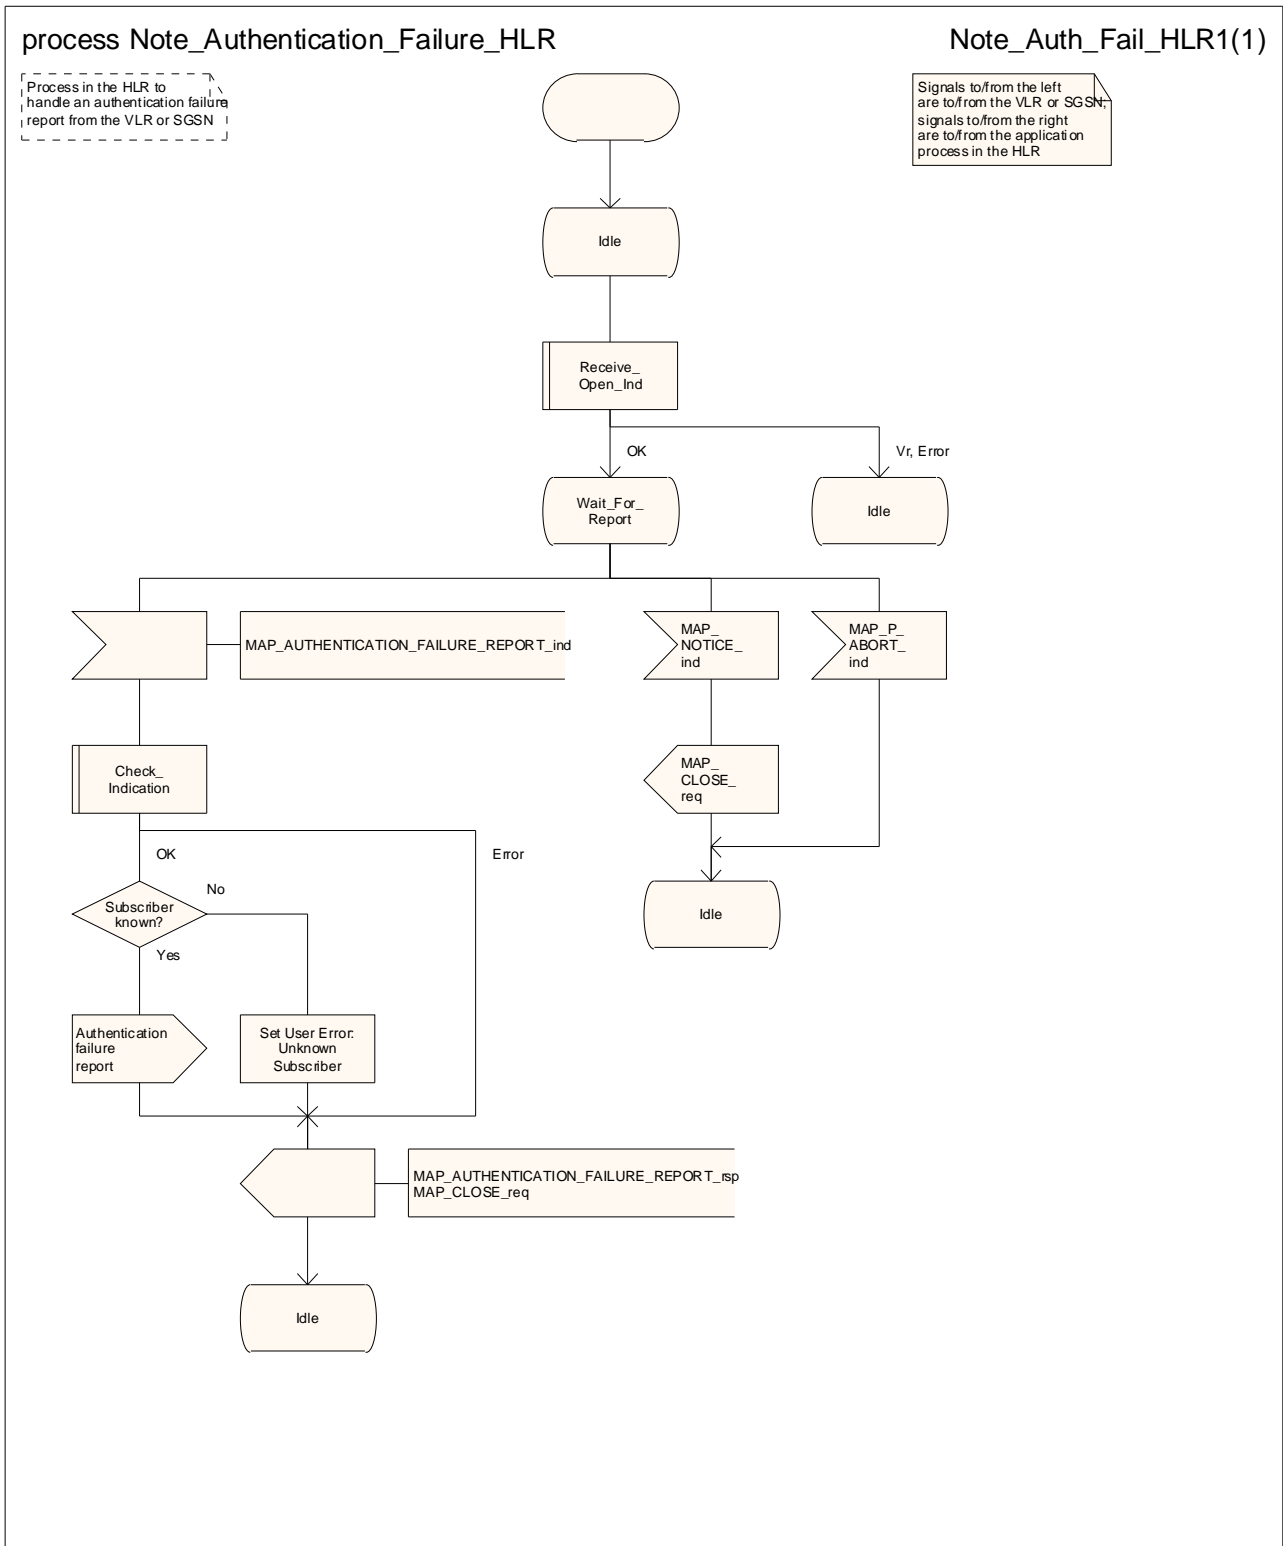 process Note_Authentication_Failure_HLR
Note_Auth_Fail_HLR1(1)
Process in the HLR to
handle an authentication failure
report from the VLR or SGSN
Signals to/from the left
are to/from the VLR or SGSN;
signals to/from the right
are to/from the application
process in the HLR
Idle
Receive_
Open_Ind
OK
Vr, Error
Wait_For_
Report
Idle
MAP_AUTHENTICATION_FAILURE_REPORT_ind
MAP_
NOTICE_
ind
MAP_P_
ABORT_
ind
Check_
Indication
MAP_
CLOSE_
req
OK
Error
No
Subscriber
known?
Idle
Yes
Authentication
failure
report
Set User Error:
Unknown
Subscriber
MAP_AUTHENTICATION_FAILURE_REPORT_rsp
MAP_CLOSE_req
Idle